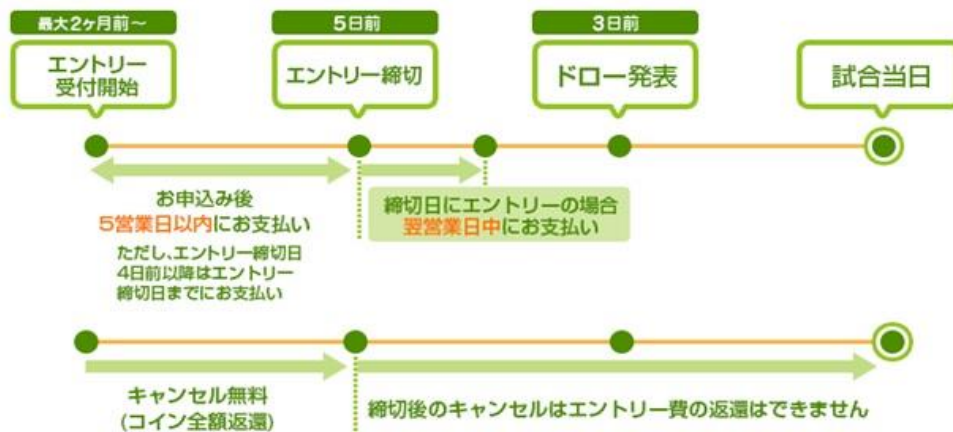 最大2ヶ月前～
5日前
3日前
エントリー
受付開始
エントリー締切
ドロー発表
試合当日
お申込み後
5営業日以内にお支払い
ただし、エントリー締切日
4日前以降はエントリー
締切日までにお支払い
締切日にエントリーの場合
翌営業日中にお支払い
キャンセル無料
(コイン全額返還)
締切後のキャンセルはエントリー費の返還はできません